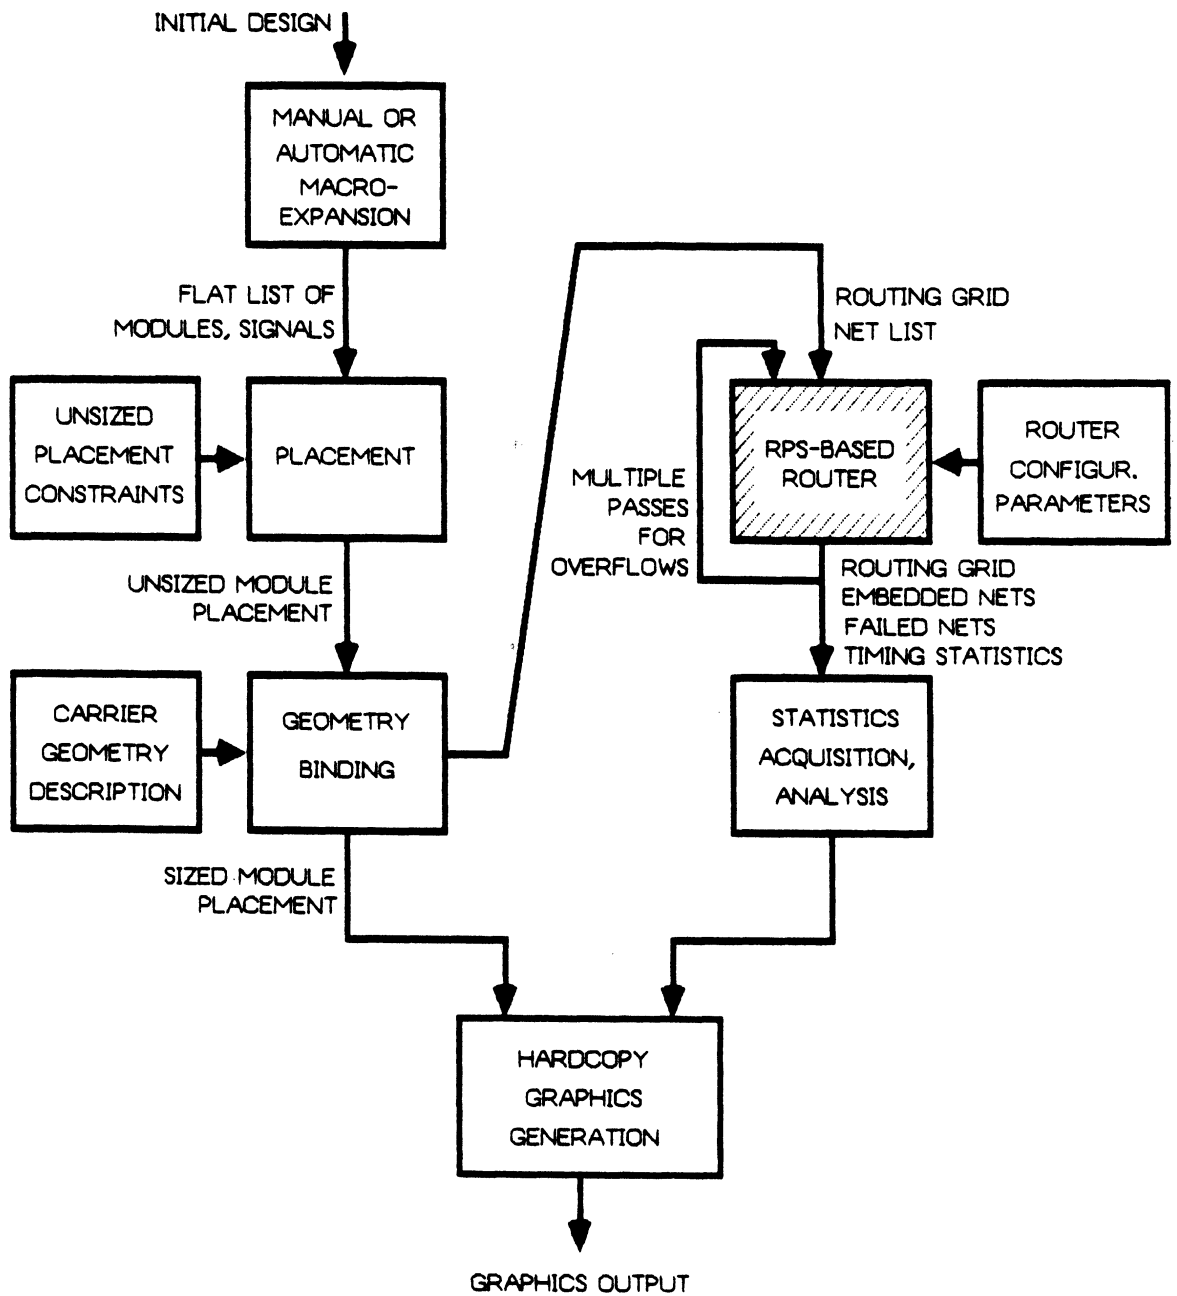 INITIAL DESIGN
MANUAL OR
AUTOMATIC
MACRO-
EXPANSION
FLAT LIST OF
MODULES, SIGNALS
UNSIZED
PLACEMENT
CONSTRAINTS
PLACEMENT
UNSIZED MODULE
PLACEMENT
CARRIER
GEOMETRY
DESCRIPTION
GEOMETRY
BINDING
SIZED MODULE
PLACEMENT
ROUTING GRID
NET LIST
MULTIPLE
PASSES
FOR
OVERFLOWS
RPS-BASED
ROUTER
ROUTER
CONFIGUR.
PARAMETERS
ROUTING GRID
EMBEDDED NETS
FAILED NETS
TIMING STATISTICS
STATISTICS
ACQUISITION,
ANALYSIS
HARDCOPY
GRAPHICS
GENERATION
GRAPHICS OUTPUT